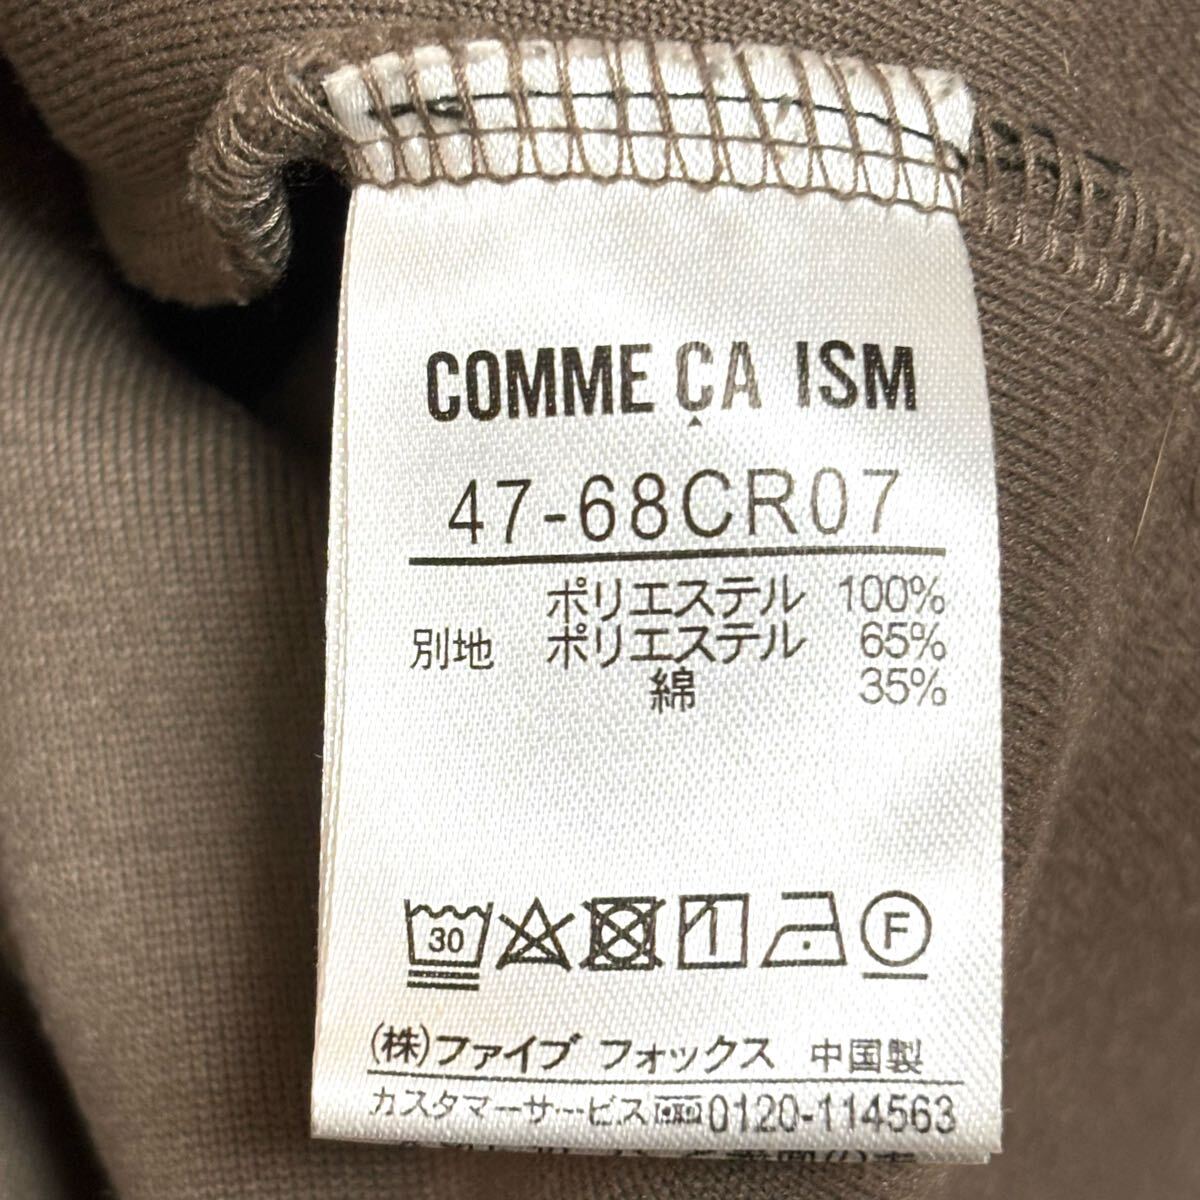 COMME ÇA ISM
47-68CR07
ポリエステル 100%
別地 ポリエステル 65%
綿 35%
30 F
(株)ファイブ フォックス 中国製
カスタマーサービス 0120-114563